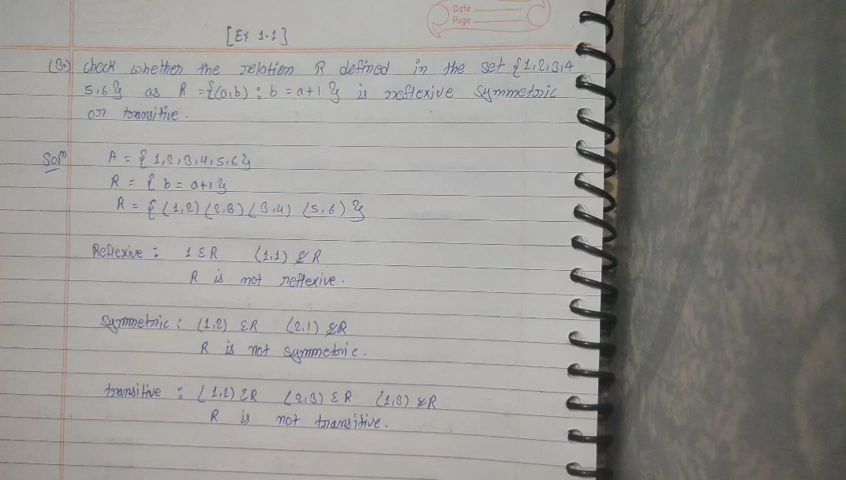 Date
Page
[Ex 1.1]
(3.) check whether the relation R defined in the set {1,2,3,4
5,6} as R = {(a,b) : b = a+1} is reflexive symmetric
or transitive.
Solⁿ A = {1,2,3,4,5,6}
R = { b = a+1}
R = {(1,2) (2,3) (3,4) (5,6)}
Reflexive : 1 ∈ R (1,1) ∉ R
R is not reflexive.
symmetric : (1,2) ∈ R (2,1) ∉ R
R is not symmetric.
transitive : (1,2) ∈ R (2,3) ∈ R (1,3) ∉ R
R is not transitive.